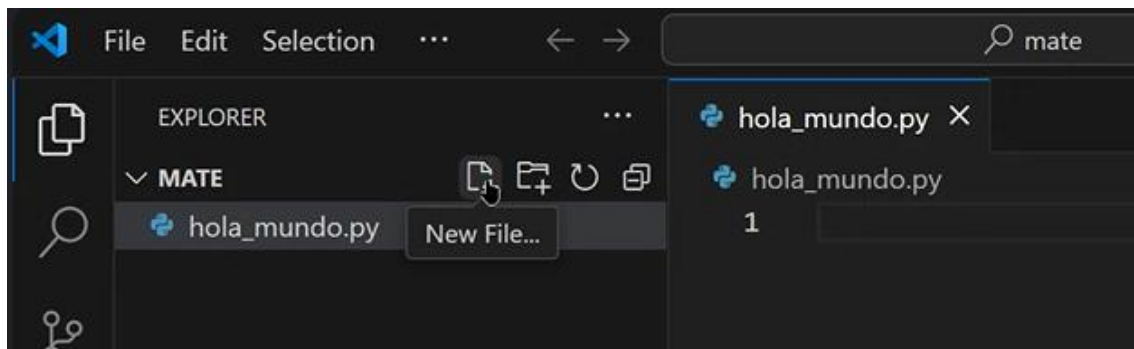 File Edit Selection ··· mate
EXPLORER ···
MATE
hola_mundo.py
New File...
hola_mundo.py
hola_mundo.py
1